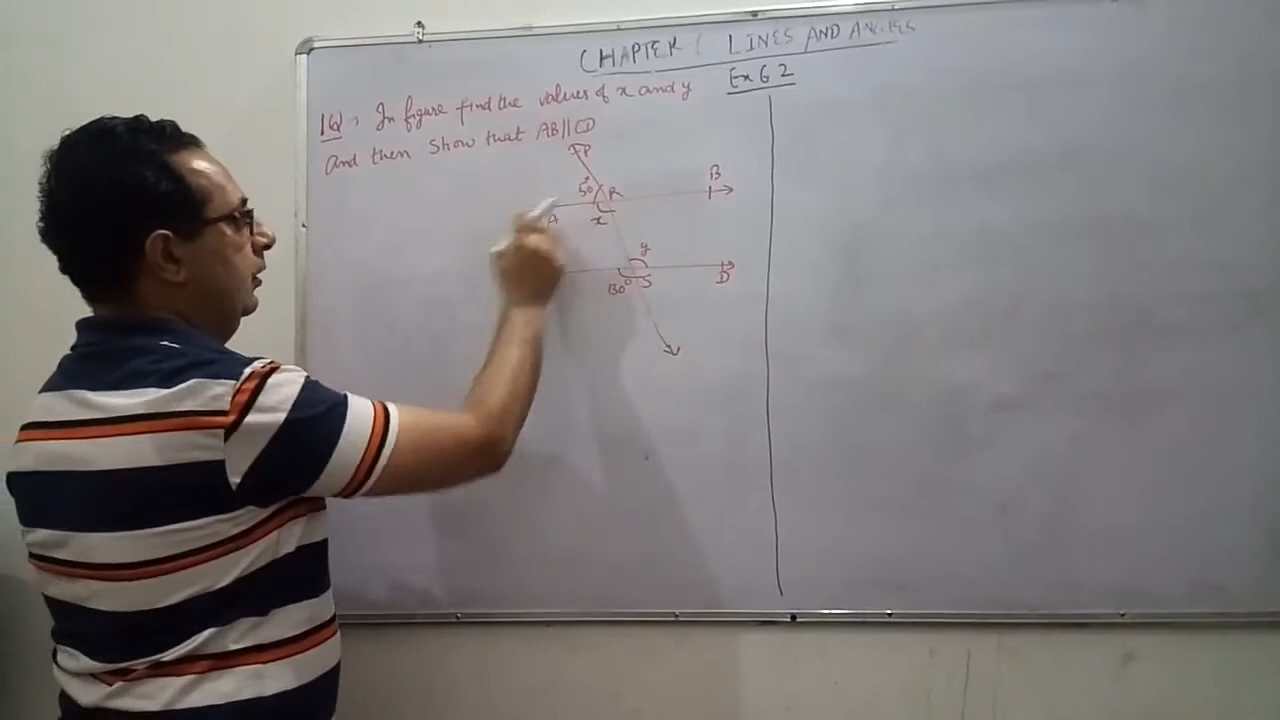 CHAPTER 6 LINES AND ANGLES
Ex 6.2
1Q. In figure find the values of x and y
and then show that AB||CD
P
50° R
B
A
x
y
130° S
D